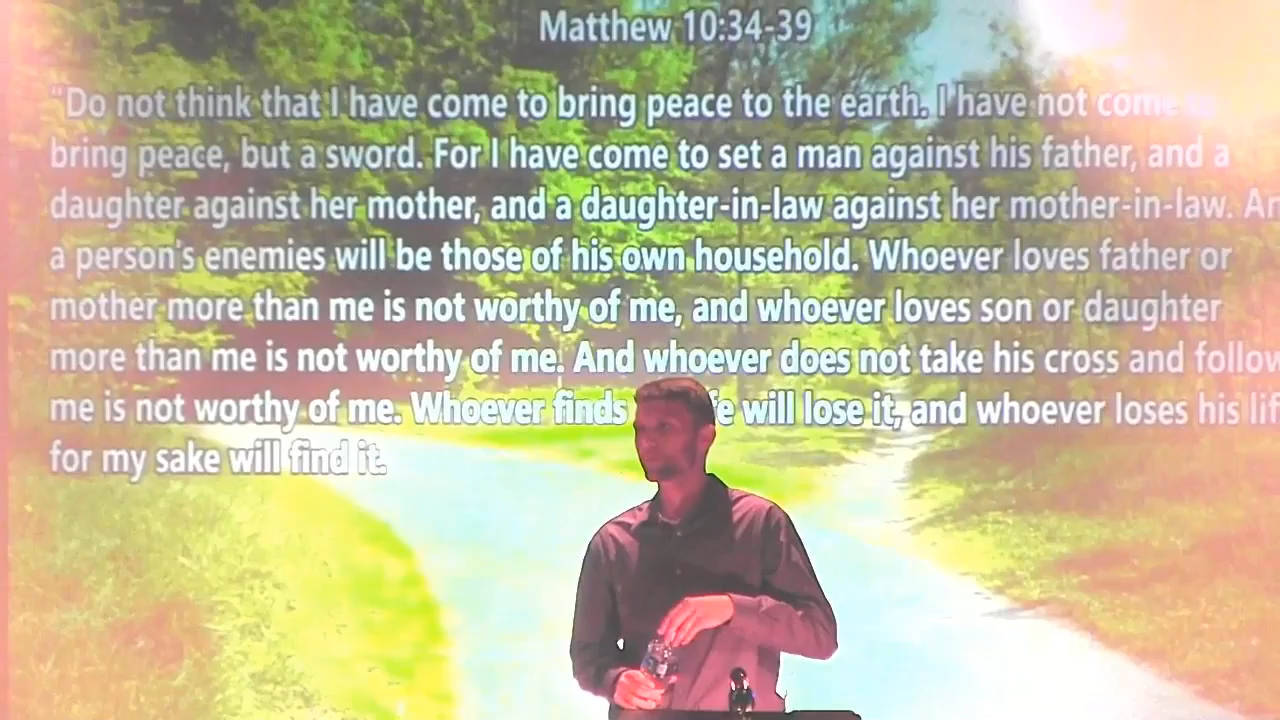 Matthew 10:34-39
"Do not think that I have come to bring peace to the earth. I have not come to
bring peace, but a sword. For I have come to set a man against his father, and a
daughter against her mother, and a daughter-in-law against her mother-in-law. An
a person's enemies will be those of his own household. Whoever loves father or
mother more than me is not worthy of me, and whoever loves son or daughter
more than me is not worthy of me. And whoever does not take his cross and follow
me is not worthy of me. Whoever finds fe will lose it, and whoever loses his lif
for my sake will find it.